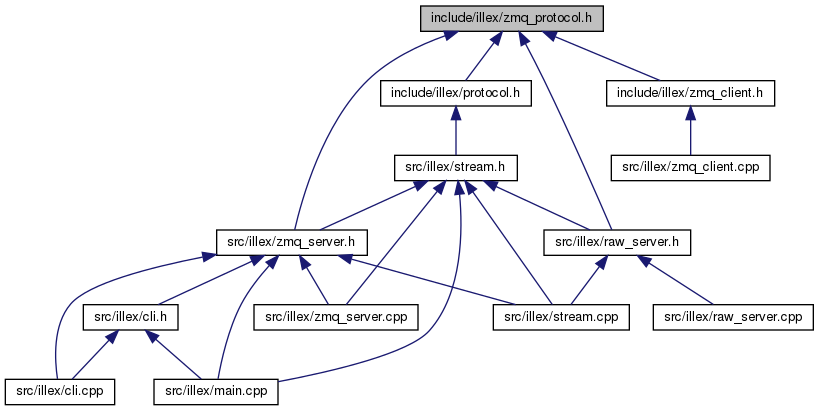 include/illex/zmq_protocol.h
include/illex/protocol.h
include/illex/zmq_client.h
src/illex/stream.h
src/illex/zmq_client.cpp
src/illex/zmq_server.h
src/illex/raw_server.h
src/illex/cli.h
src/illex/zmq_server.cpp
src/illex/stream.cpp
src/illex/raw_server.cpp
src/illex/cli.cpp
src/illex/main.cpp